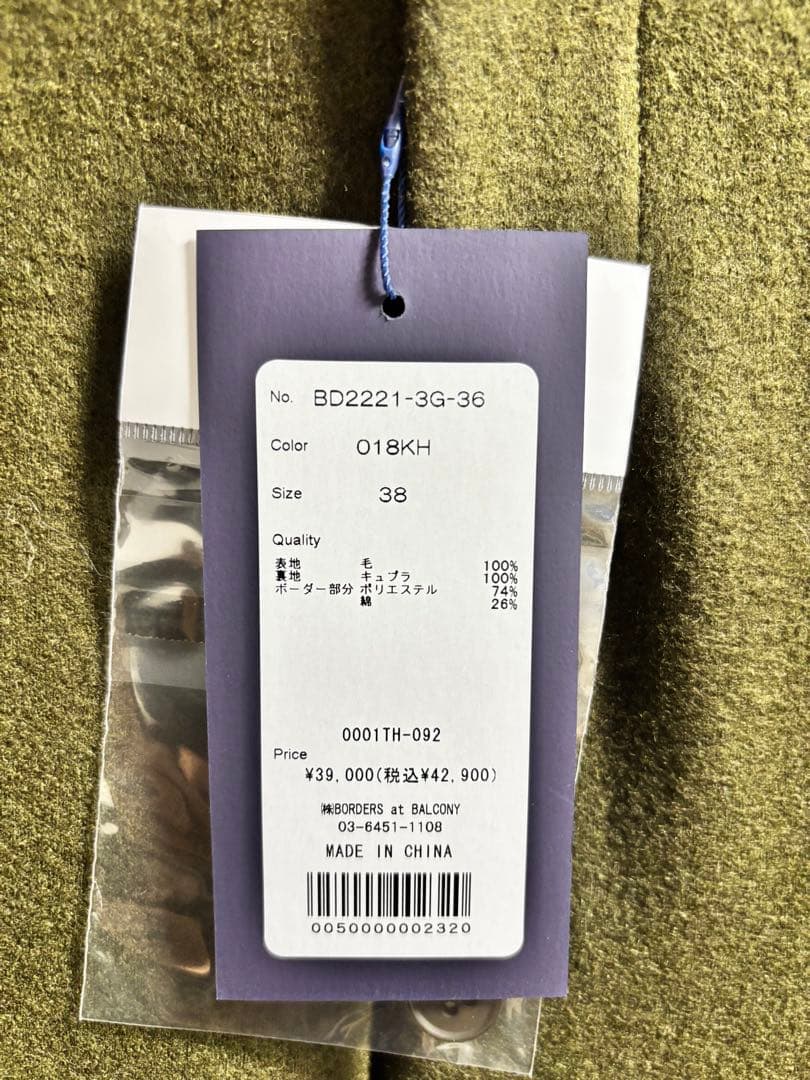 No. BD2221-3G-36
Color 018KH
Size 38
Quality
表地 毛 100%
裏地 キュプラ 100%
ボーダー部分 ポリエステル 74%
綿 26%
0001TH-092
Price
¥39,000(税込¥42,900)
㈱BORDERS at BALCONY
03-6451-1108
MADE IN CHINA
0050000002320